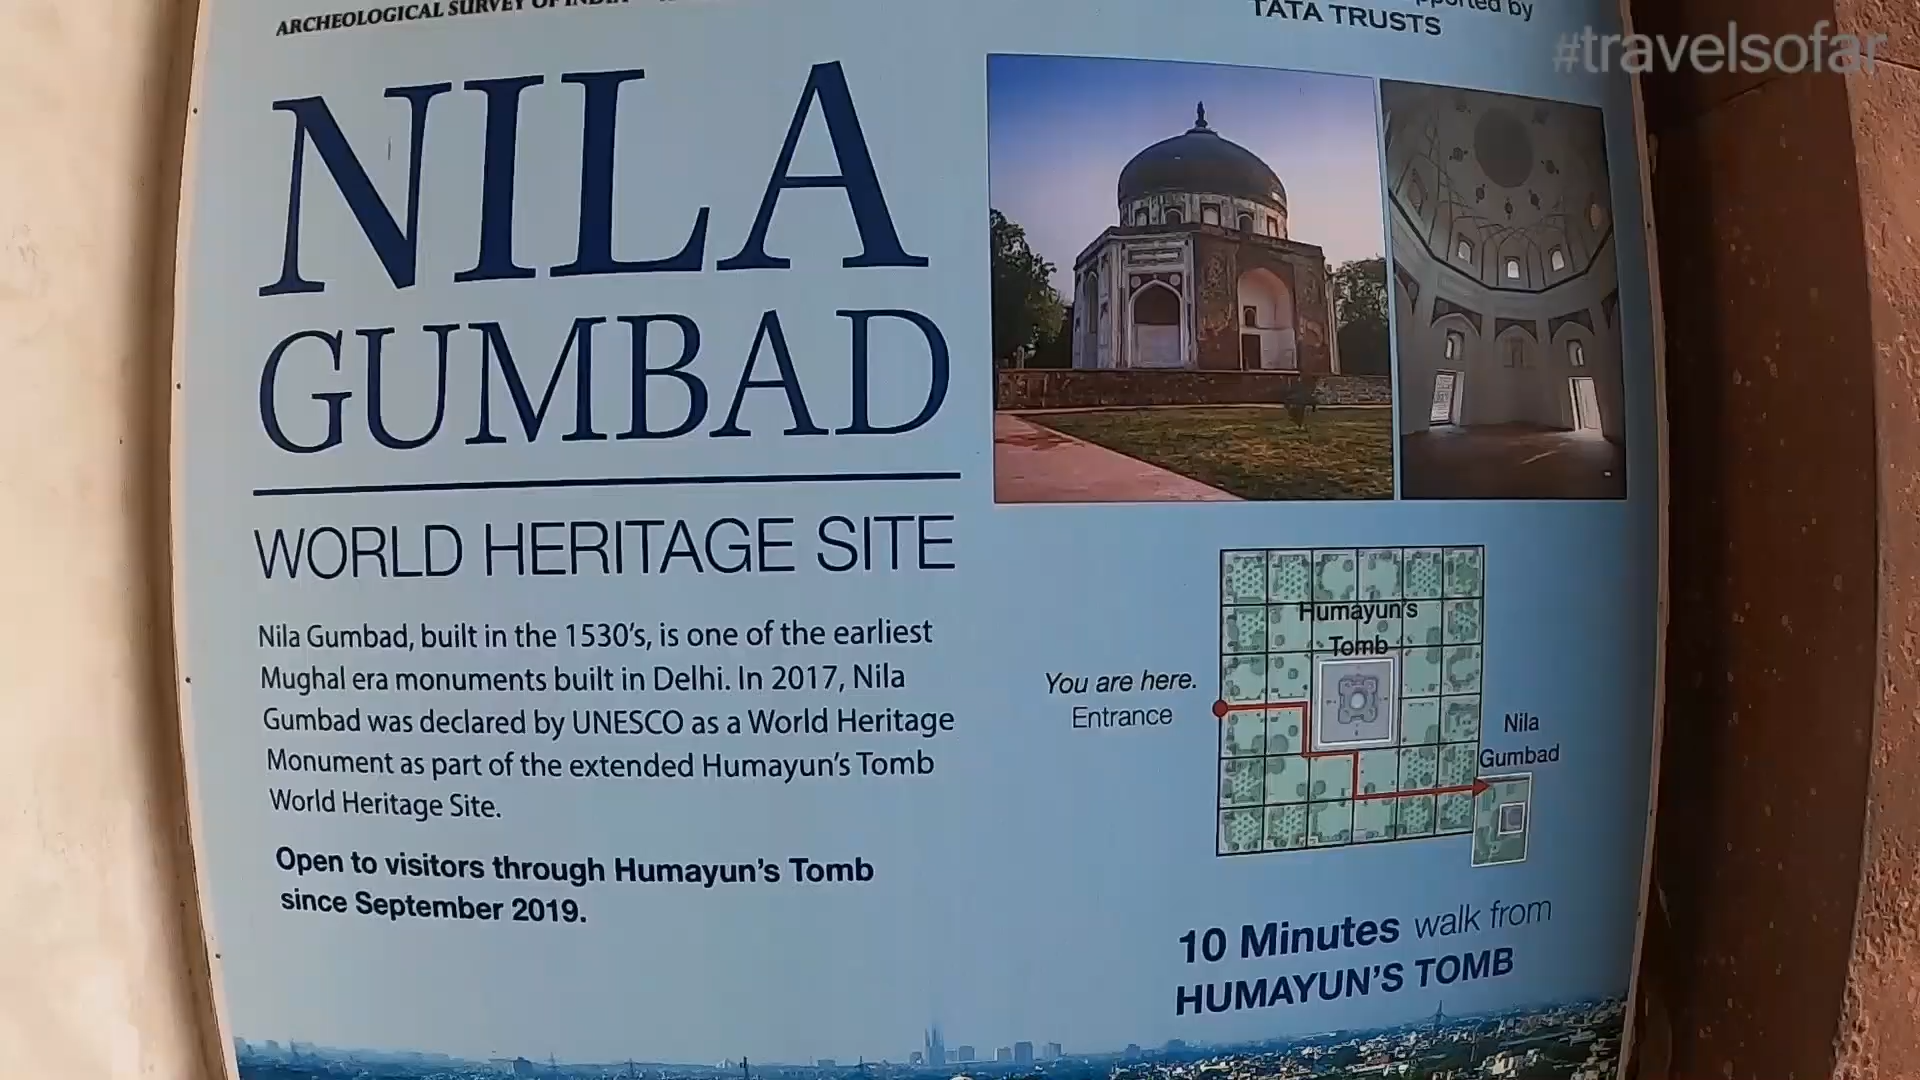 ARCHEOLOGICAL SURVEY OF INDIA
by
TATA TRUSTS
#travelsofar
NILA
GUMBAD
WORLD HERITAGE SITE
Nila Gumbad, built in the 1530's, is one of the earliest
Mughal era monuments built in Delhi. In 2017, Nila
Gumbad was declared by UNESCO as a World Heritage
Monument as part of the extended Humayun's Tomb
World Heritage Site.
Open to visitors through Humayun's Tomb
since September 2019.
Humayun's
Tomb
You are here.
Entrance
Nila
Gumbad
10 Minutes walk from
HUMAYUN'S TOMB